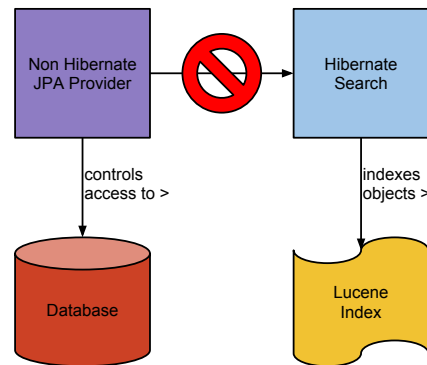 Non Hibernate
JPA Provider
Hibernate
Search
controls
access to >
indexes
objects >
Database
Lucene
Index